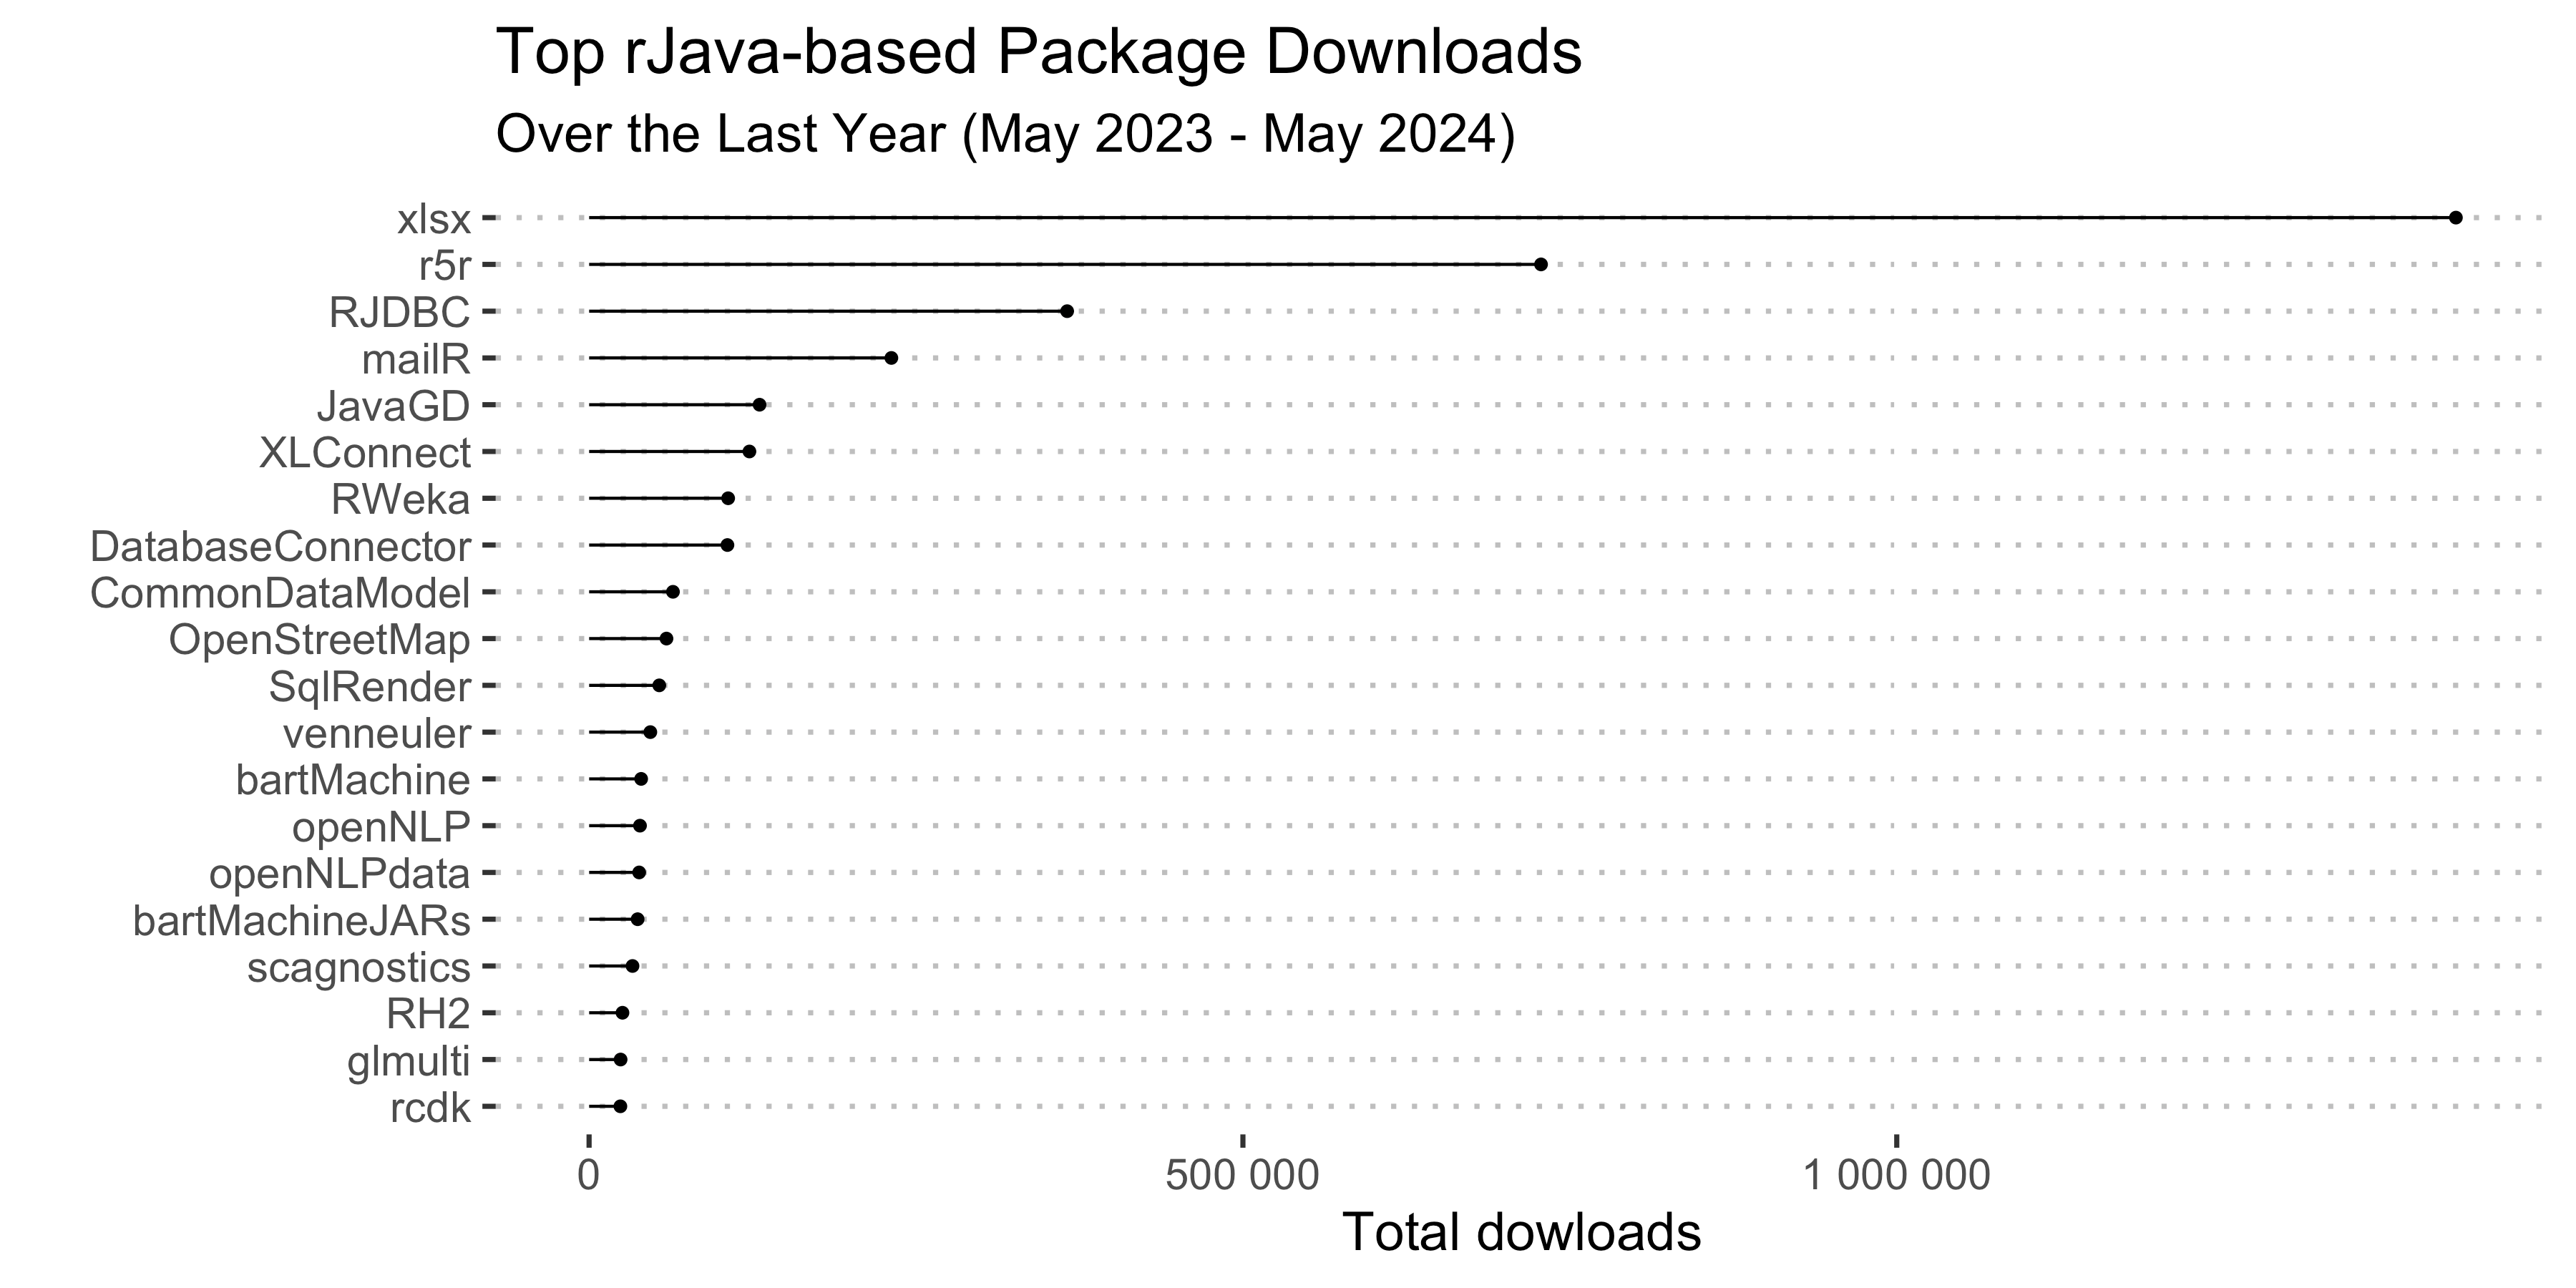 Top rJava-based Package Downloads
Over the Last Year (May 2023 - May 2024)
xlsx
r5r
RJDBC
mailR
JavaGD
XLConnect
RWeka
DatabaseConnector
CommonDataModel
OpenStreetMap
SqlRender
venneuler
bartMachine
openNLP
openNLPdata
bartMachineJARs
scagnostics
RH2
glmulti
rcdk
0 500 000 1 000 000
Total dowloads